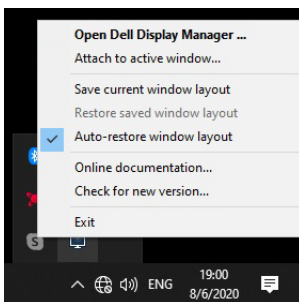 Open Dell Display Manager ...
Attach to active window...
Save current window layout
Restore saved window layout
Auto-restore window layout
Online documentation...
Check for new version...
Exit
S
ENG
19:00
8/6/2020